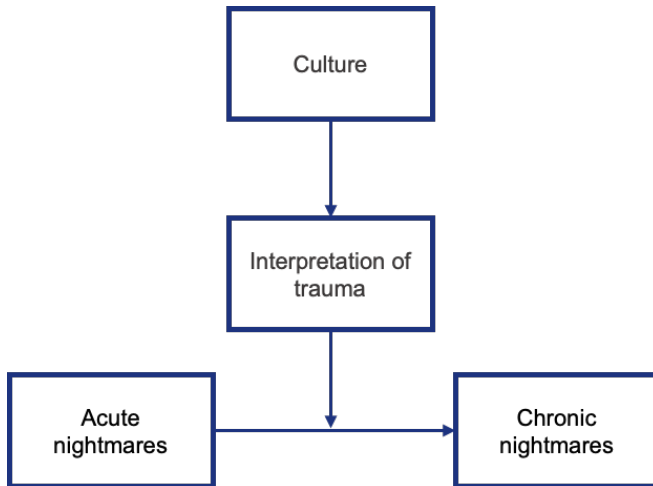 Culture
Interpretation of
trauma
Acute
nightmares
Chronic
nightmares